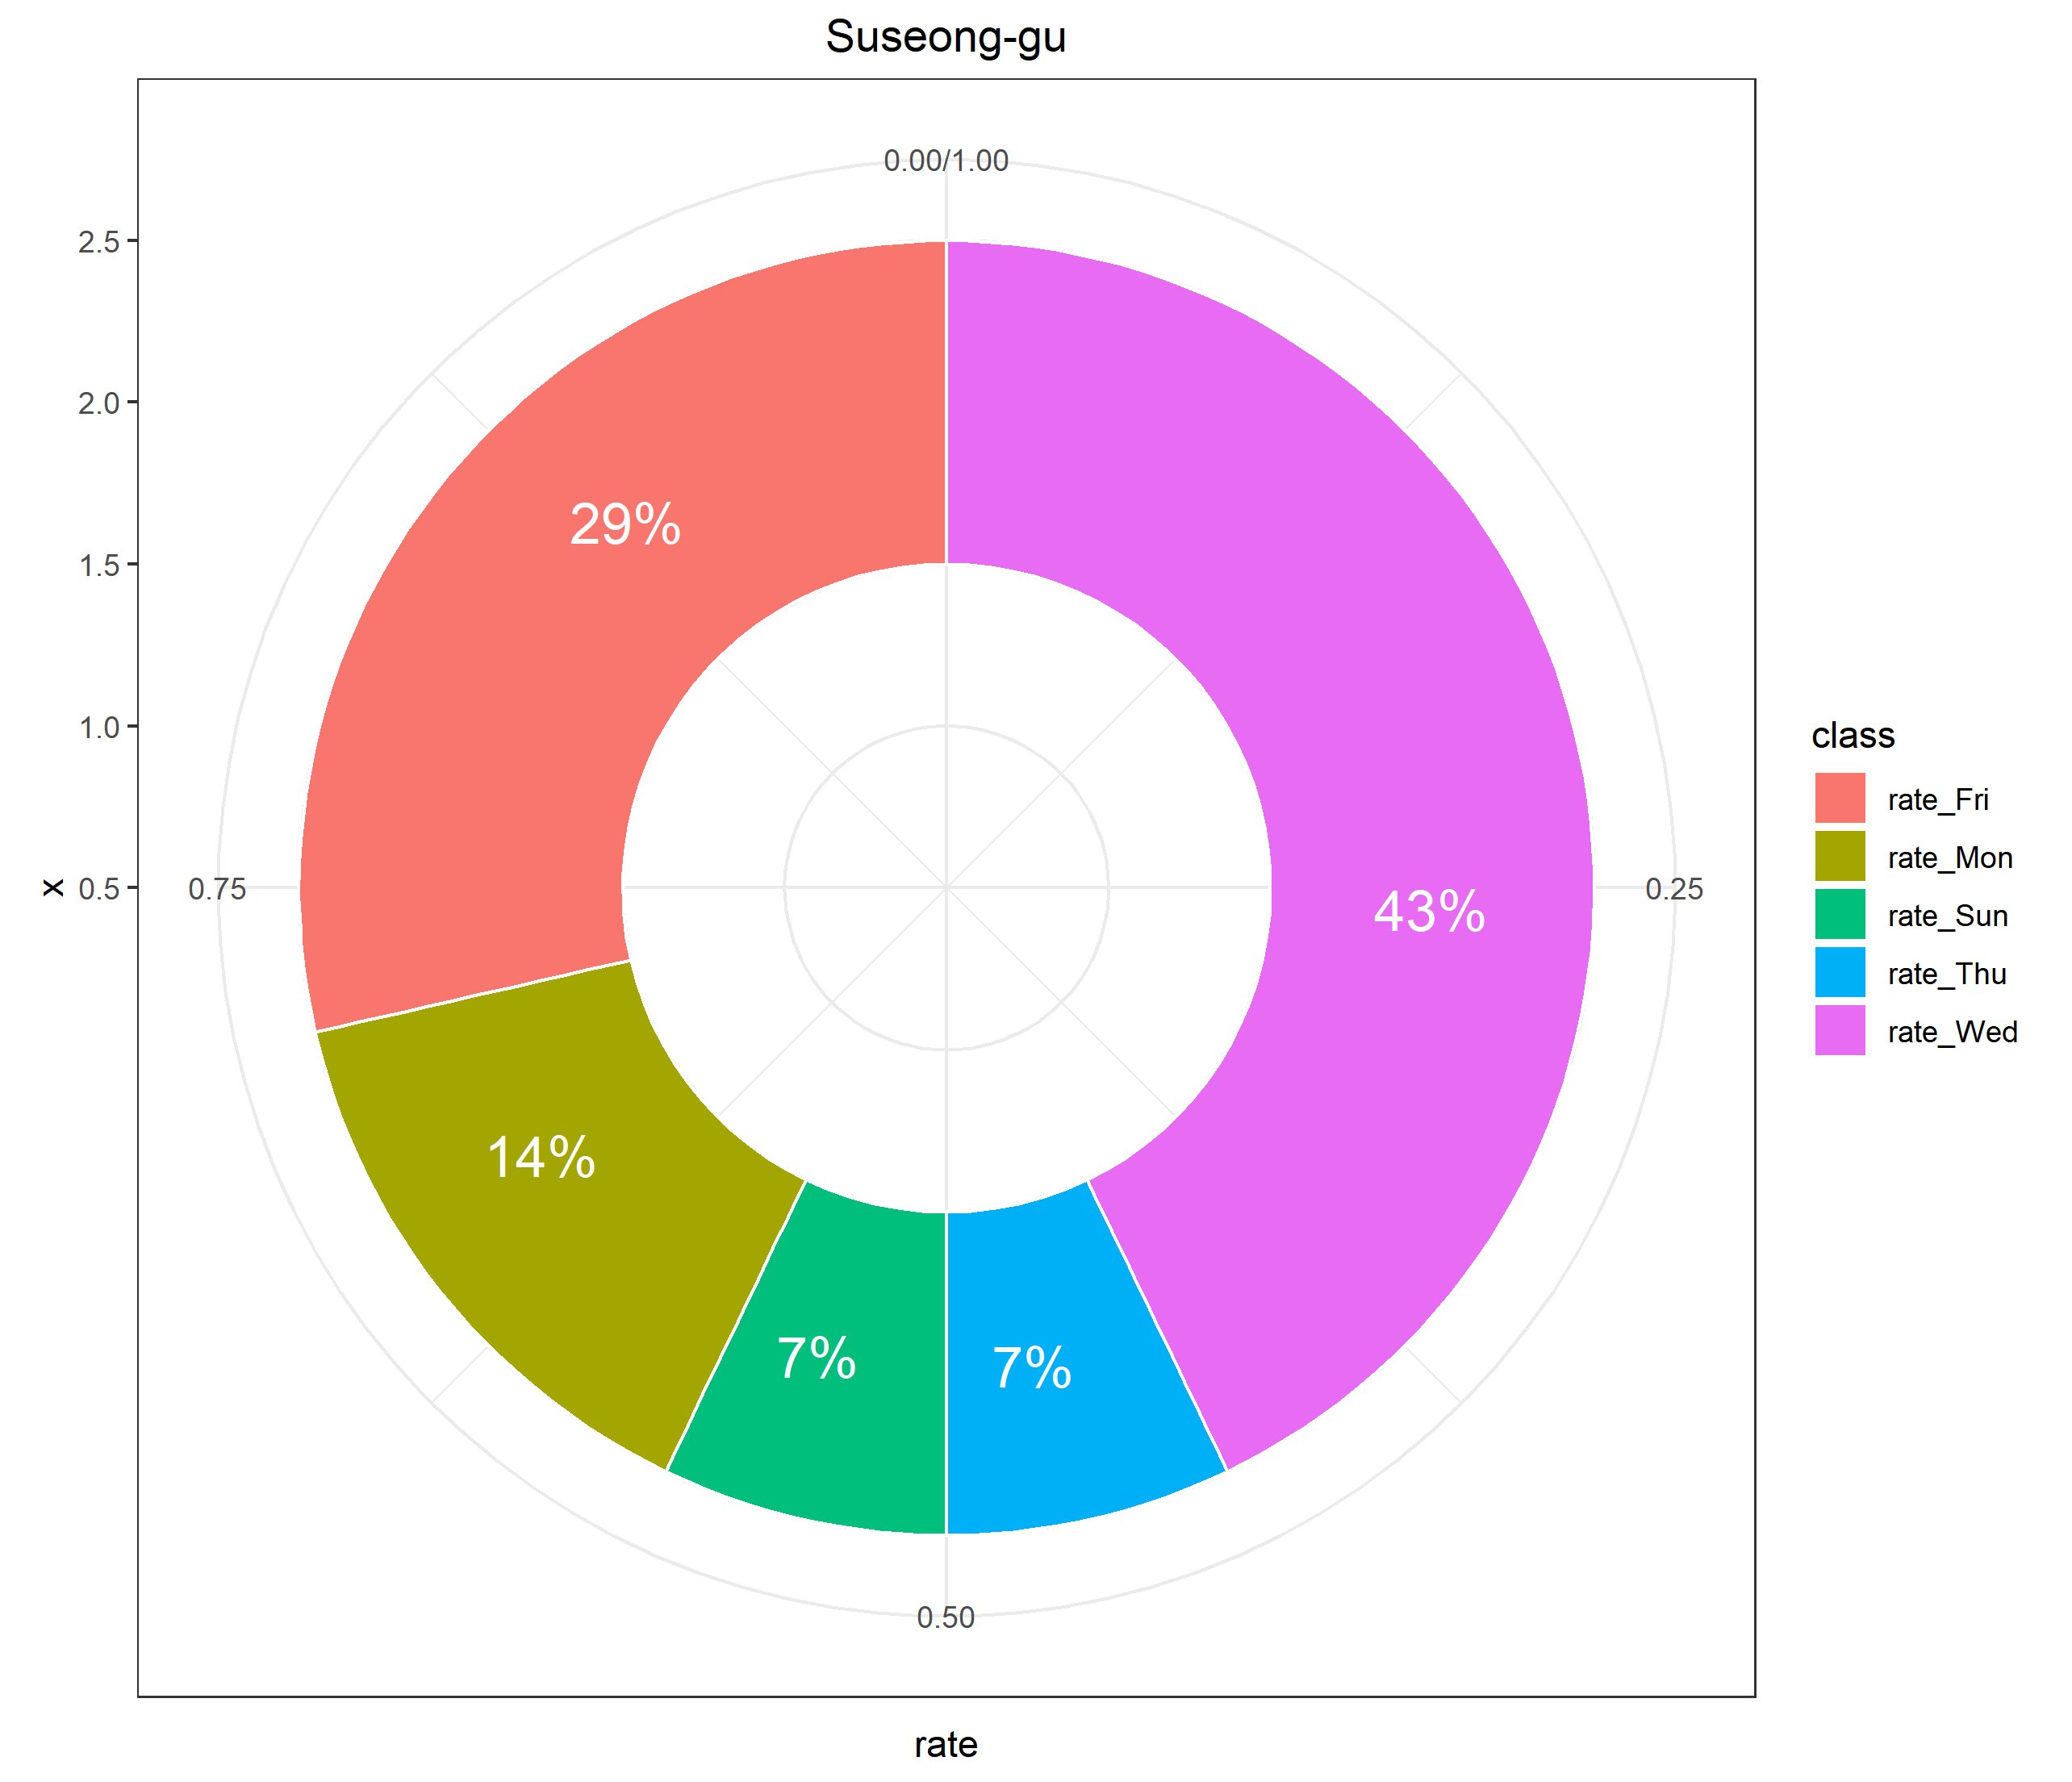 Suseong-gu
0.00/1.00
2.5
2.0
1.5
1.0
0.5
x
0.75
0.25
0.50
29%
43%
14%
7%
7%
rate
class
rate_Fri
rate_Mon
rate_Sun
rate_Thu
rate_Wed